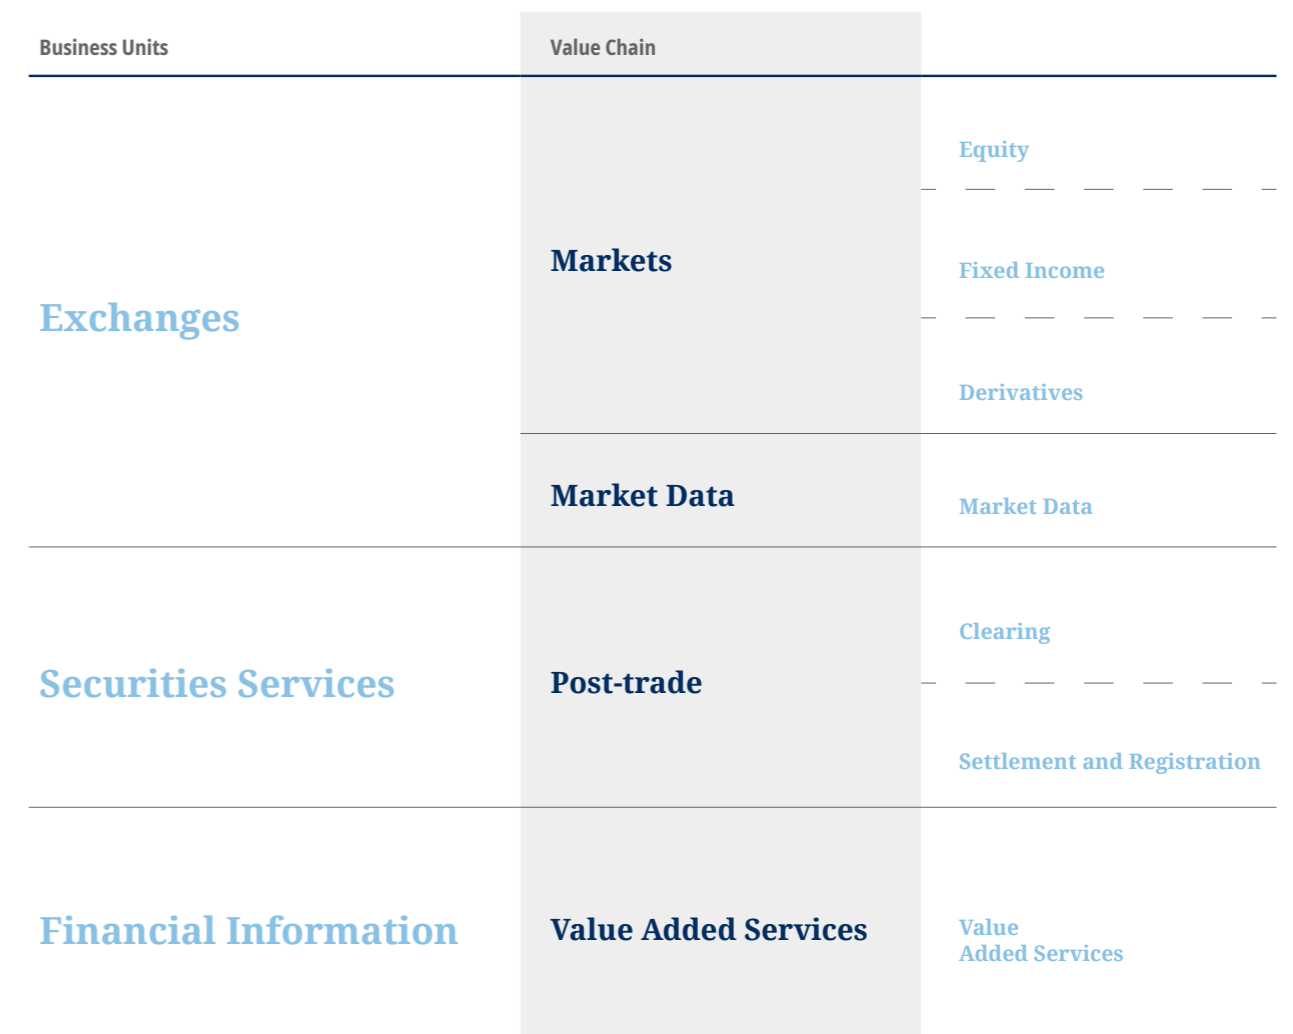 Business Units
Value Chain
Exchanges
Markets
Equity
Fixed Income
Derivatives
Market Data
Market Data
Securities Services
Post-trade
Clearing
Settlement and Registration
Financial Information
Value Added Services
Value
Added Services